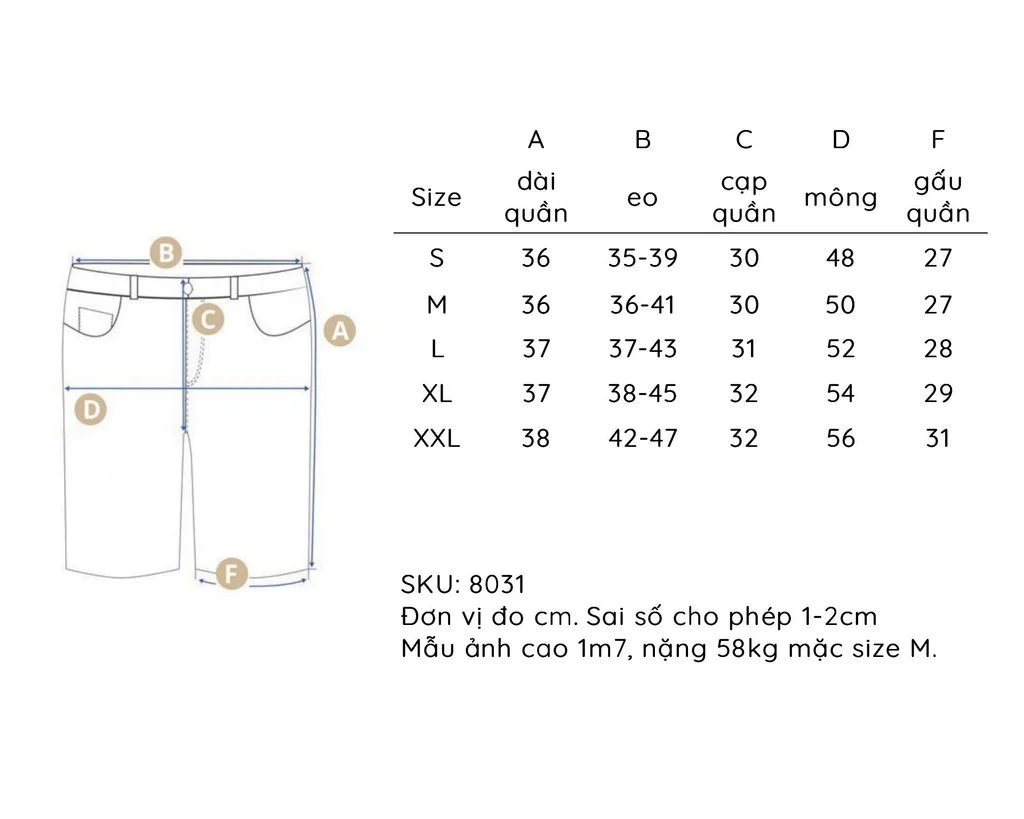 A B C D F
Size dài quần eo cạp quần mông gấu quần
S 36 35-39 30 48 27
M 36 36-41 30 50 27
L 37 37-43 31 52 28
XL 37 38-45 32 54 29
XXL 38 42-47 32 56 31
B
C
A
D
F
SKU: 8031
Đơn vị đo cm. Sai số cho phép 1-2cm
Mẫu ảnh cao 1m7, nặng 58kg mặc size M.